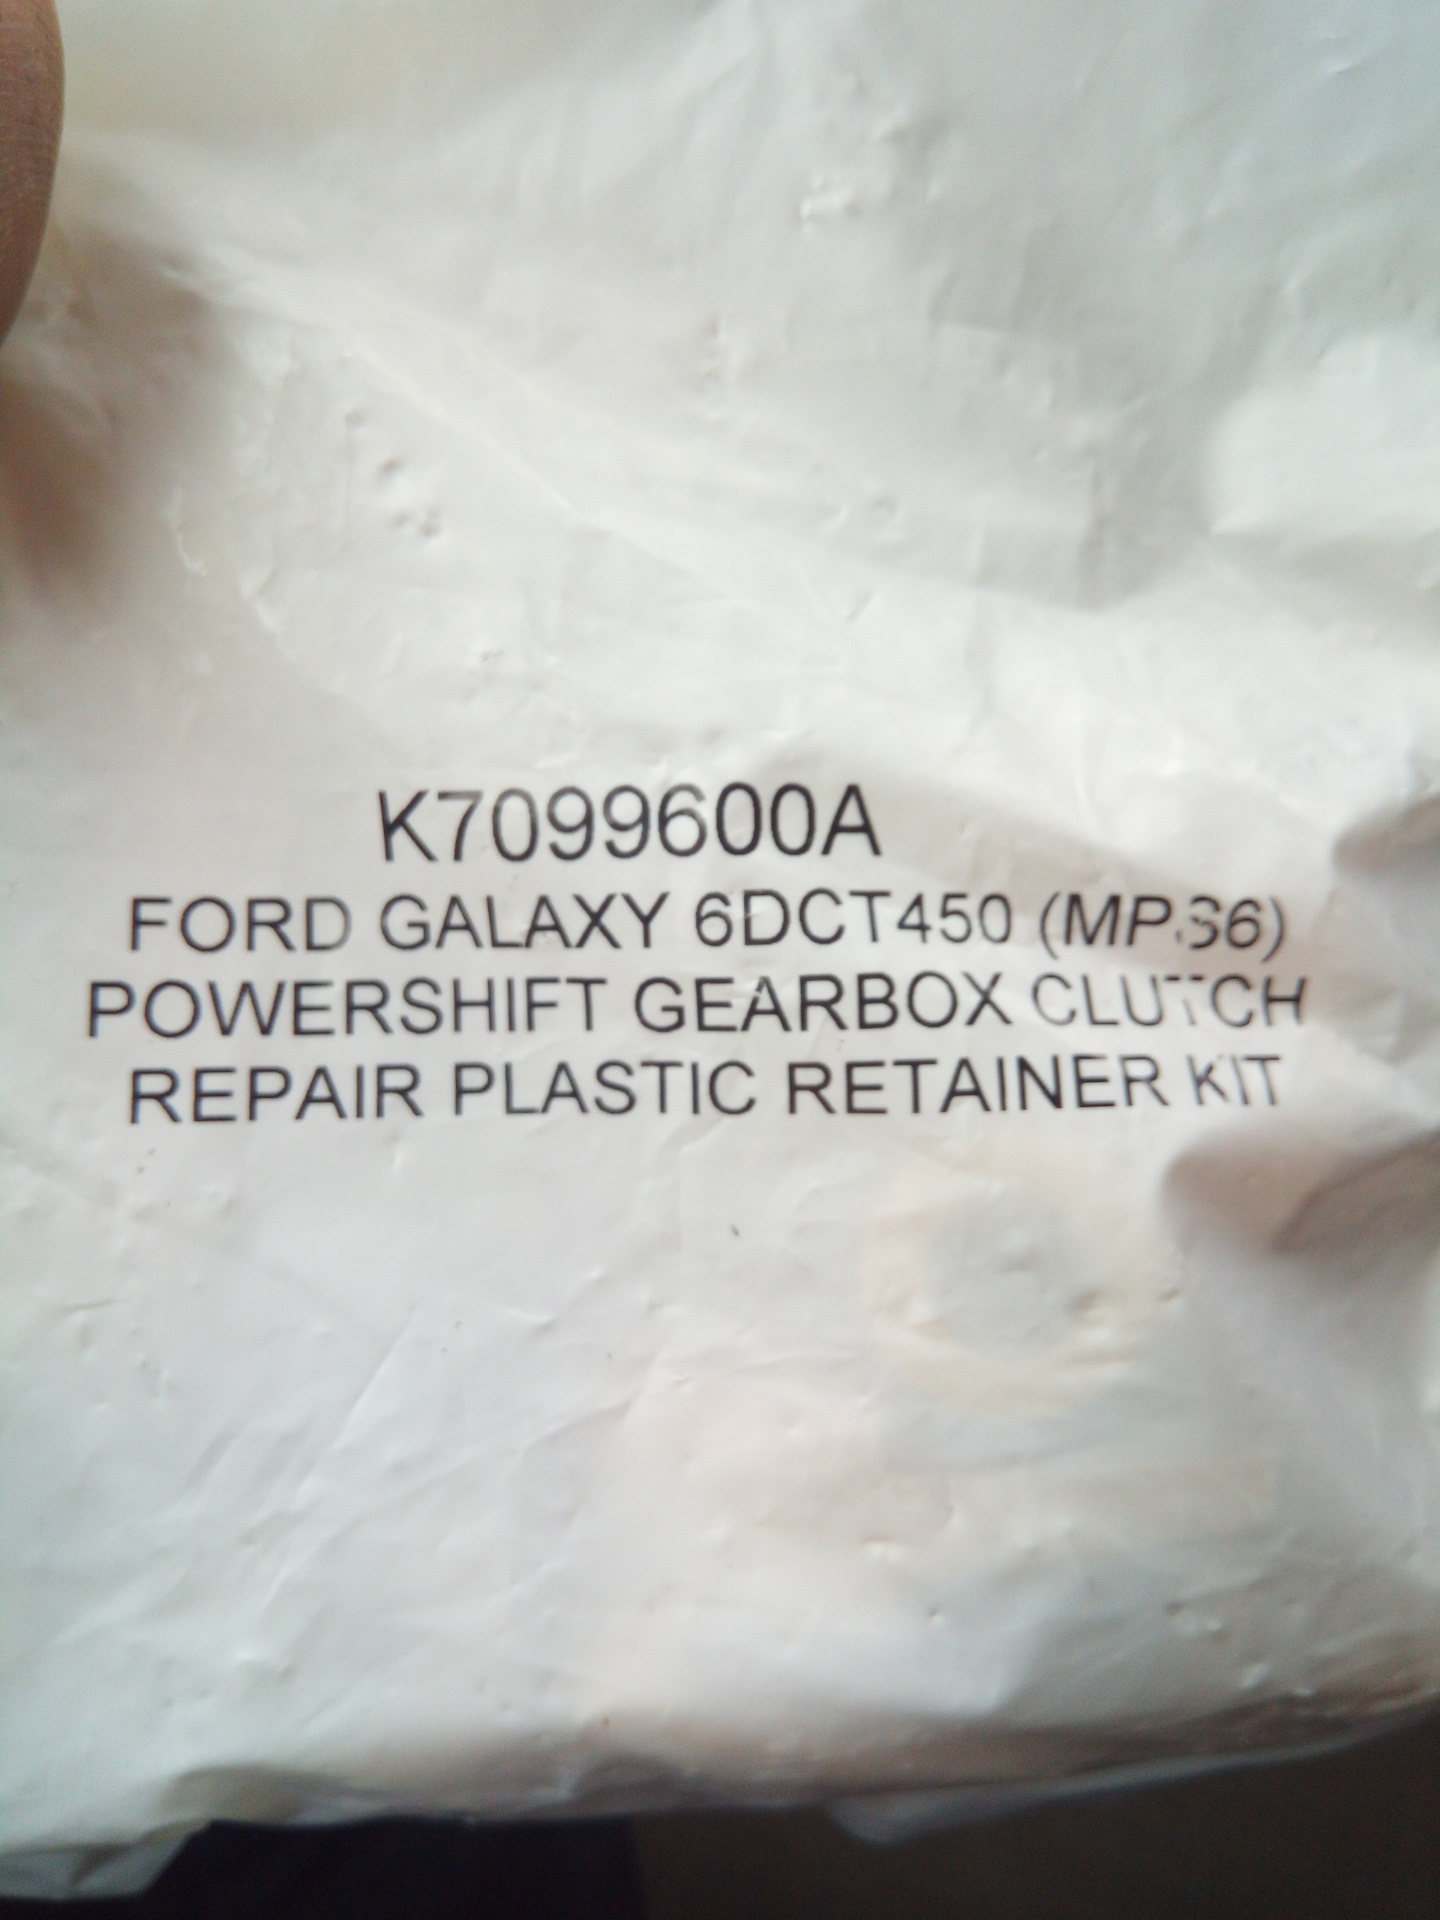 K7099600A
FORD GALAXY 6DCT450 (MPS6)
POWERSHIFT GEARBOX CLUTCH
REPAIR PLASTIC RETAINER KIT